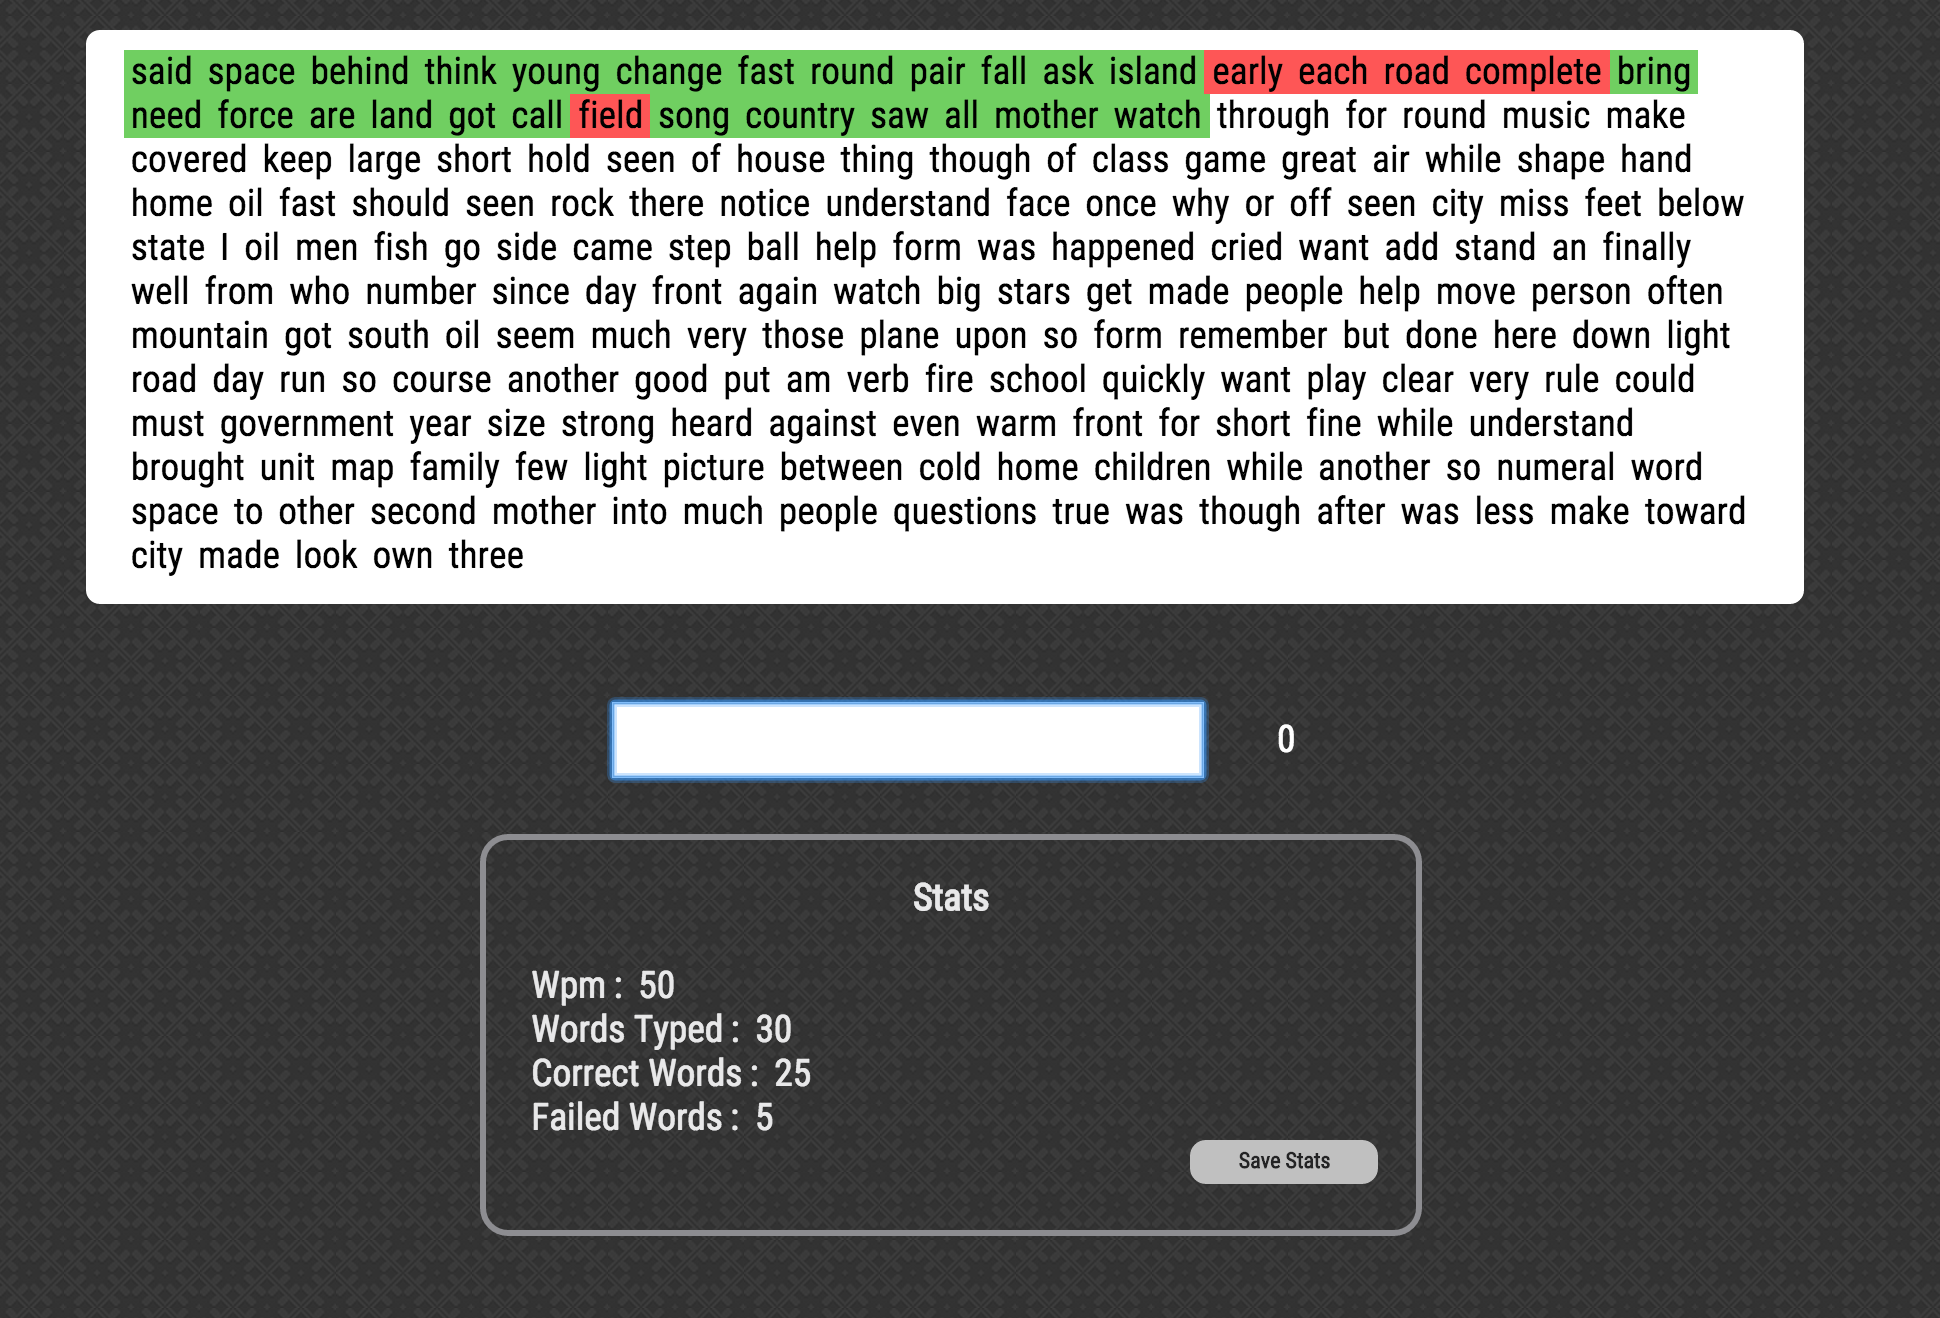 said space behind think young change fast round pair fall ask island early each road complete bring
need force are land got call field song country saw all mother watch through for round music make
covered keep large short hold seen of house thing though of class game great air while shape hand
home oil fast should seen rock there notice understand face once why or off seen city miss feet below
state I oil men fish go side came step ball help form was happened cried want add stand an finally
well from who number since day front again watch big stars get made people help move person often
mountain got south oil seem much very those plane upon so form remember but done here down light
road day run so course another good put am verb fire school quickly want play clear very rule could
must government year size strong heard against even warm front for short fine while understand
brought unit map family few light picture between cold home children while another so numeral word
space to other second mother into much people questions true was though after was less make toward
city made look own three
0
Stats
Wpm : 50
Words Typed : 30
Correct Words : 25
Failed Words : 5
Save Stats